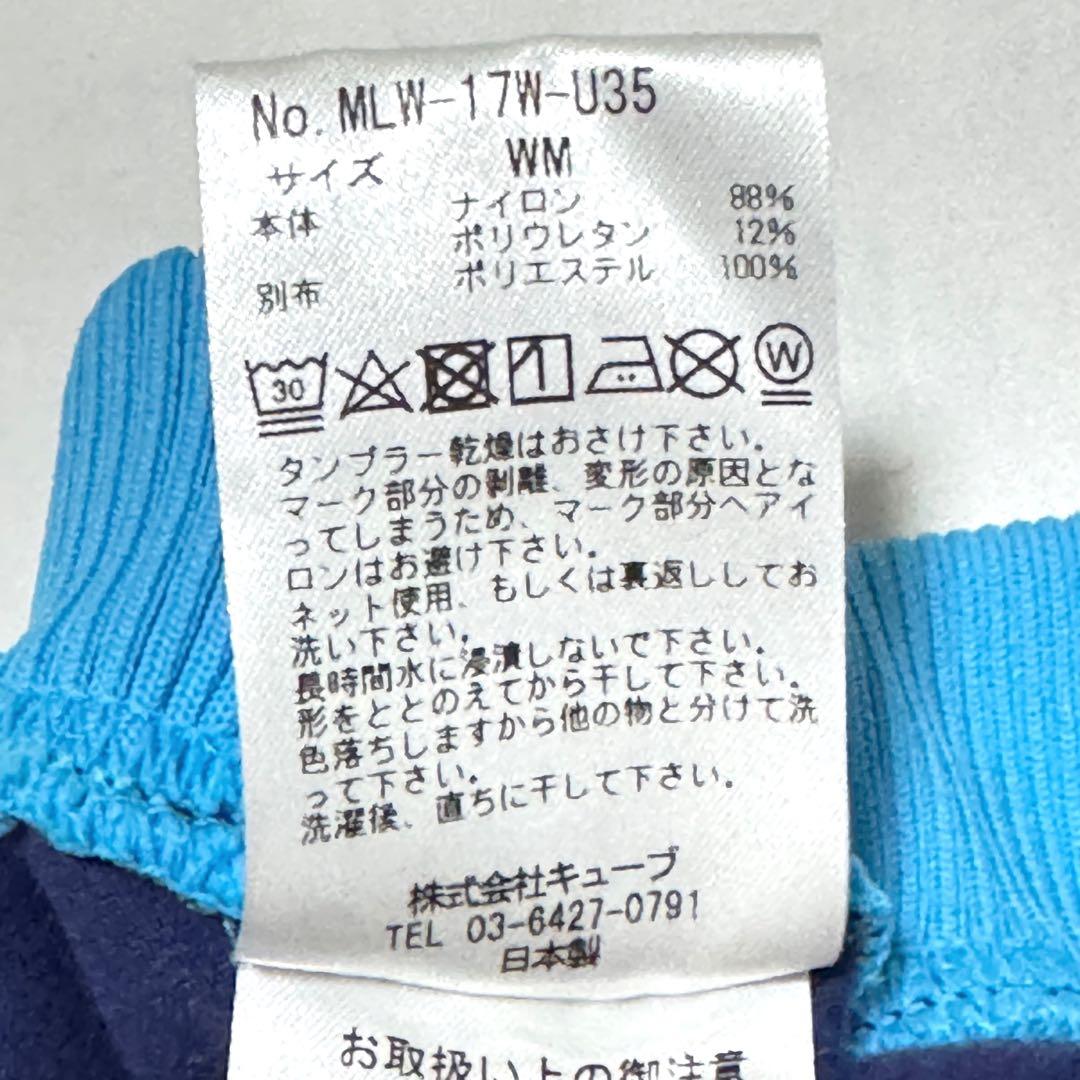 No. MLW-17W-U35
サイズ WM
本体 ナイロン 88%
ポリウレタン 12%
別布 ポリエステル 100%
30 W
タンブラー乾燥はおさけ下さい。
マーク部分の剥離、変形の原因とな
ってしまうため、マーク部分へアイ
ロンはお避け下さい。
ネット使用、もしくは裏返ししてお
洗い下さい。
長時間水に浸漬しないで下さい。
形をととのえてから干して下さい。
色落ちしますから他の物と分けて洗
って下さい。
洗濯後、直ちに干して下さい。
株式会社キューブ
TEL 03-6427-0791
日本製
お取扱い上の御注意